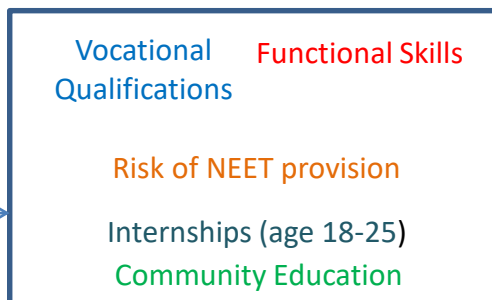 Vocational Qualifications
Functional Skills
Risk of NEET provision
Internships (age 18-25)
Community Education